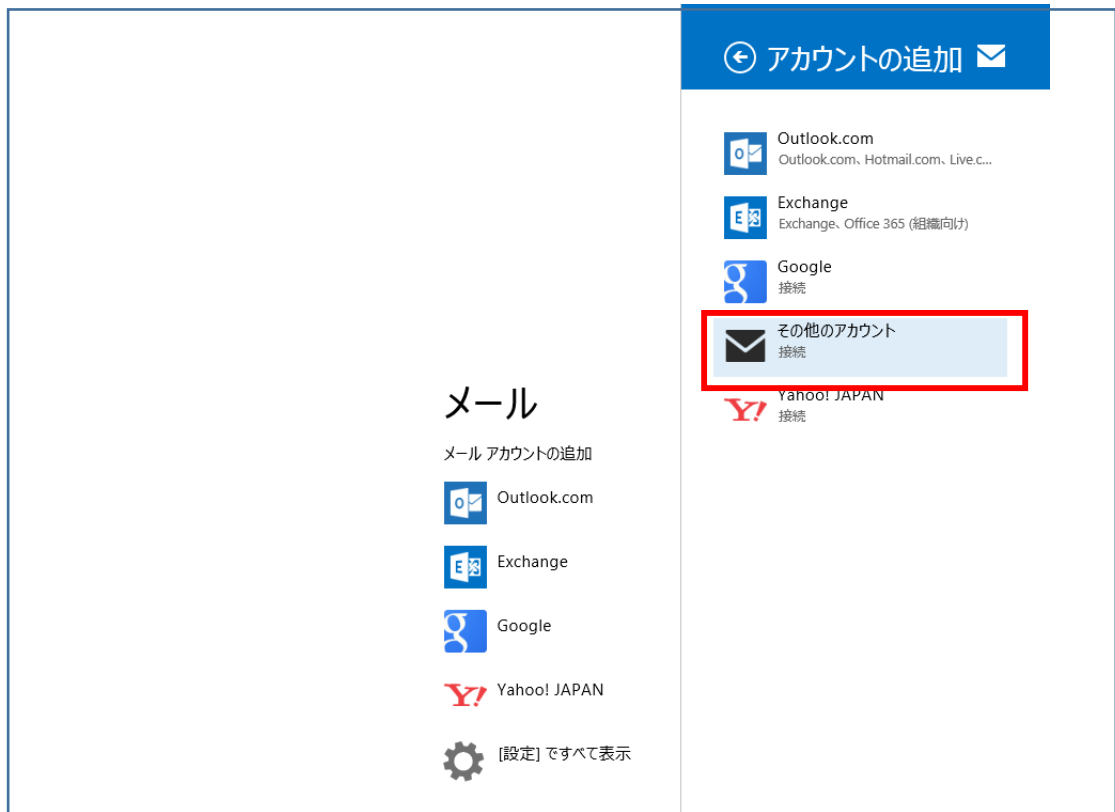 アカウントの追加
Outlook.com
Outlook.com、Hotmail.com、Live.c...
Exchange
Exchange、Office 365 (組織向け)
Google
接続
その他のアカウント
接続
Yahoo! JAPAN
接続
メール
メール アカウントの追加
Outlook.com
Exchange
Google
Yahoo! JAPAN
[設定] ですべて表示